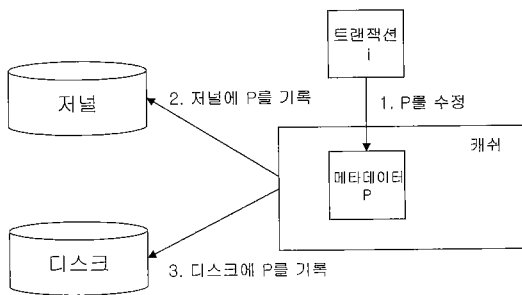 트랜잭션
i
저널
2. 저널에 P를 기록
1. P를 수정
캐쉬
메타데이터
P
디스크
3. 디스크에 P를 기록